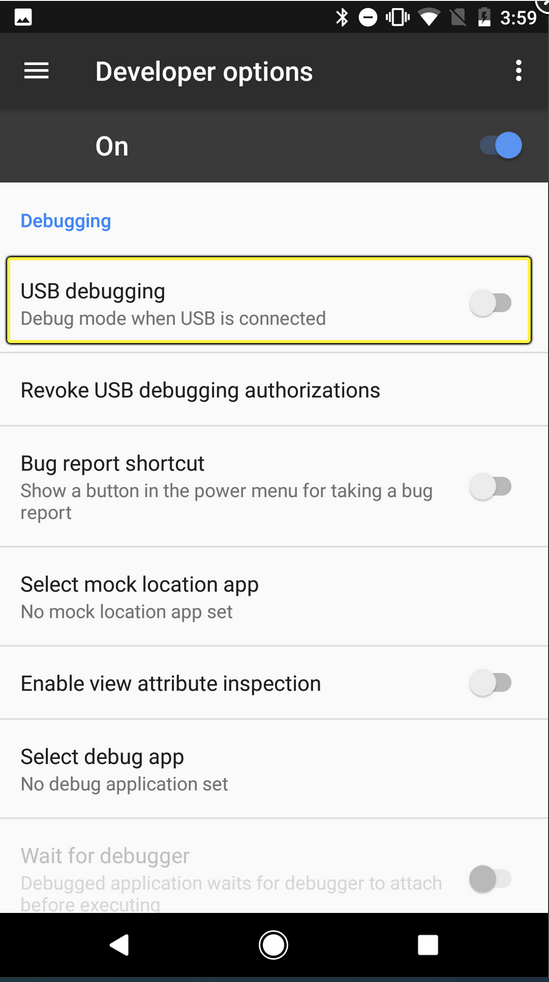 3:59
Developer options
On
Debugging
USB debugging
Debug mode when USB is connected
Revoke USB debugging authorizations
Bug report shortcut
Show a button in the power menu for taking a bug
report
Select mock location app
No mock location app set
Enable view attribute inspection
Select debug app
No debug application set
Wait for debugger
Debugged application waits for debugger to attach
before executing